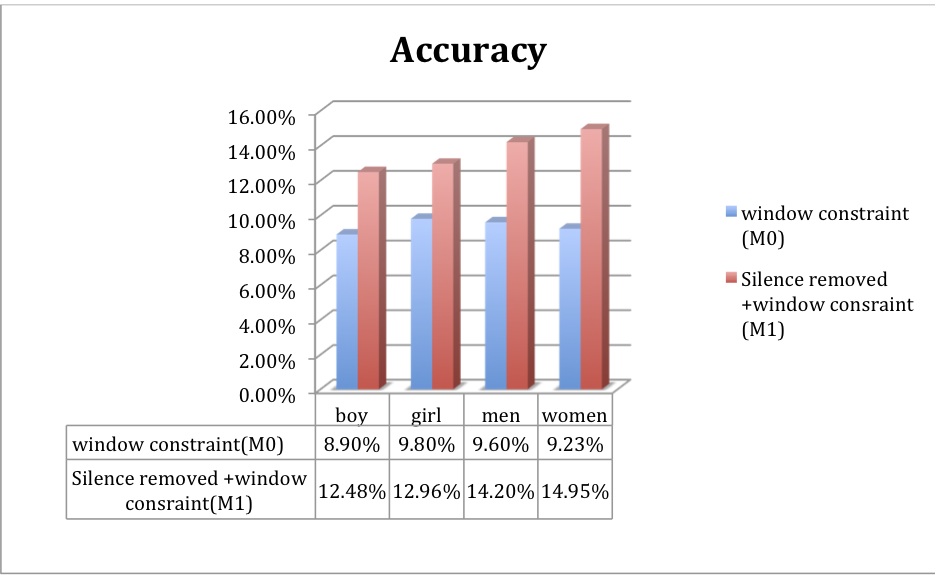 Accuracy
16.00%
14.00%
12.00%
10.00%
8.00%
6.00%
4.00%
2.00%
0.00%
boy girl men women
window constraint(M0) 8.90% 9.80% 9.60% 9.23%
Silence removed +window
consraint(M1) 12.48% 12.96% 14.20% 14.95%
window constraint
(M0)
Silence removed
+window consraint
(M1)